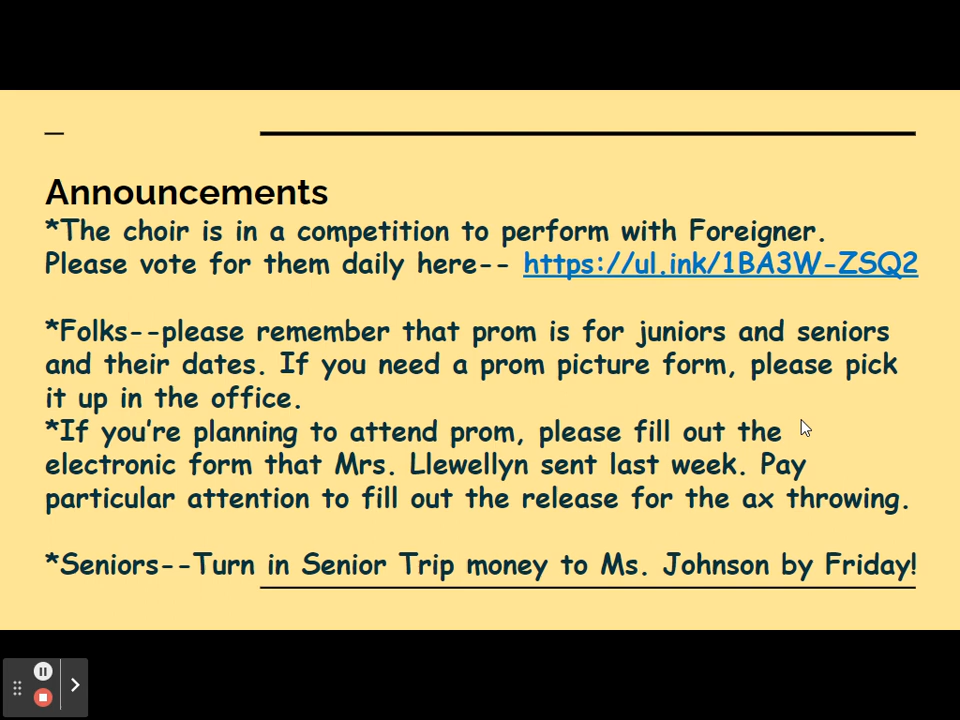 Announcements
*The choir is in a competition to perform with Foreigner.
Please vote for them daily here-- https://ul.ink/1BA3W-ZSQ2
*Folks--please remember that prom is for juniors and seniors
and their dates. If you need a prom picture form, please pick
it up in the office.
*If you're planning to attend prom, please fill out the
electronic form that Mrs. Llewellyn sent last week. Pay
particular attention to fill out the release for the ax throwing.
*Seniors--Turn in Senior Trip money to Ms. Johnson by Friday!